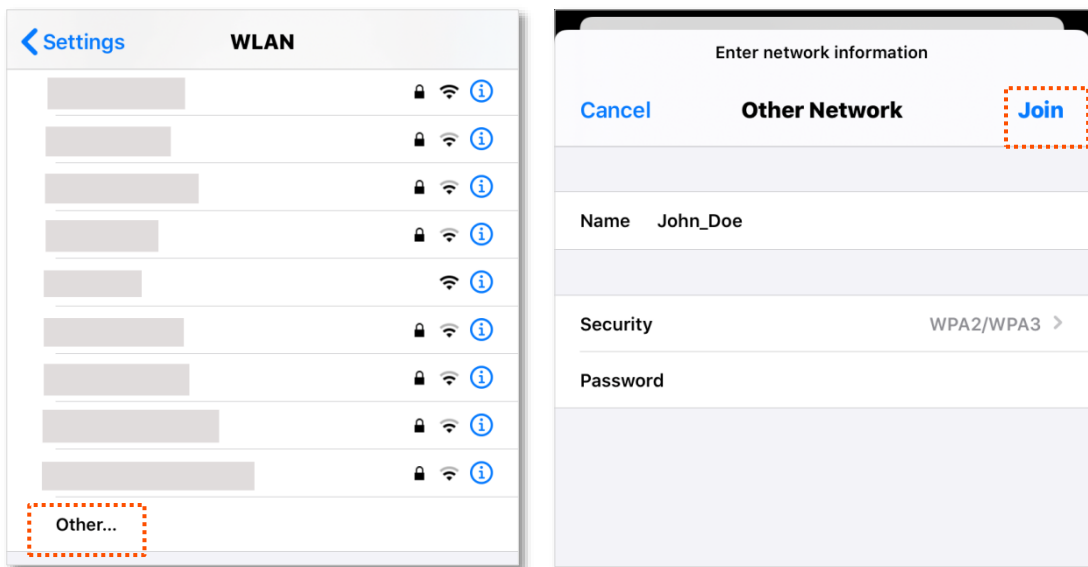 Settings
WLAN
Other...
Enter network information
Cancel
Other Network
Join
Name John_Doe
Security WPA2/WPA3
Password